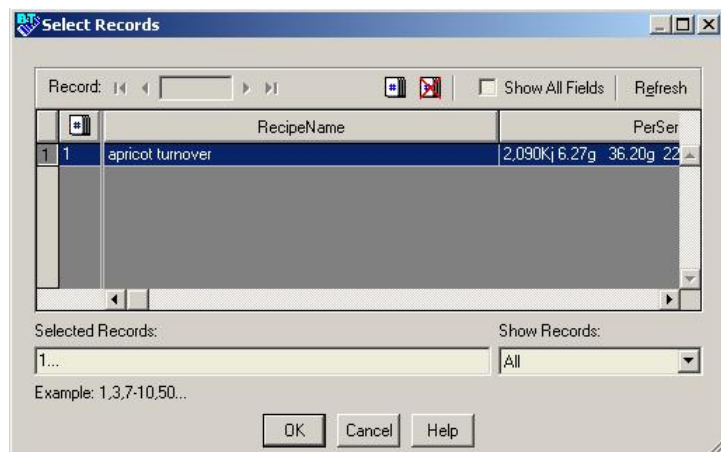 Select Records
Record: Show All Fields Refresh
# RecipeName PerSer
1 1 apricot turnover 2,090Kj 6.27g 36.20g 22
Selected Records: Show Records:
1... All
Example: 1,3,7-10,50...
OK Cancel Help